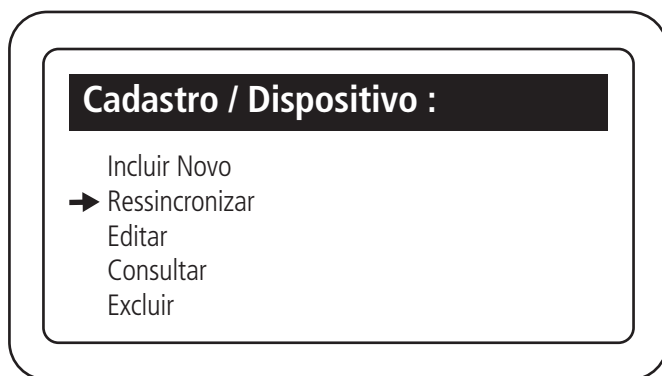 Cadastro / Dispositivo :
Incluir Novo
Ressincronizar
Editar
Consultar
Excluir